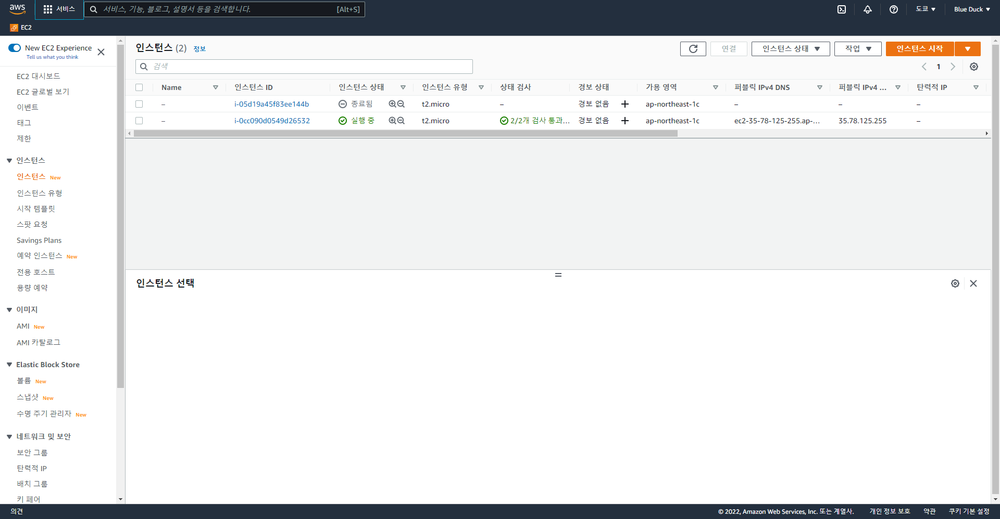 aws
서비스
서비스, 기능, 블로그, 설명서 등을 검색합니다.
[Alt+S]
도쿄
Blue Duck
EC2
New EC2 Experience
Tell us what you think
EC2 대시보드
EC2 글로벌 보기
이벤트
태그
제한
인스턴스
인스턴스 New
인스턴스 유형
시작 템플릿
스팟 요청
Savings Plans
예약 인스턴스 New
전용 호스트
용량 예약
이미지
AMI New
AMI 카탈로그
Elastic Block Store
볼륨 New
스냅샷 New
수명 주기 관리자 New
네트워크 및 보안
보안 그룹
탄력적 IP
배치 그룹
키 페어
인스턴스 (2) 정보
연결
인스턴스 상태
작업
인스턴스 시작
검색
1
Name 인스턴스 ID 인스턴스 상태 인스턴스 유형 상태 검사 경보 상태 가용 영역 퍼블릭 IPv4 DNS 퍼블릭 IPv4 ... 탄력적 IP
– i-05d19a45f83ee144b 종료됨 t2.micro – 경보 없음 ap-northeast-1c – – –
– i-0cc090d0549d26532 실행 중 t2.micro 2/2개 검사 통과... 경보 없음 ap-northeast-1c ec2-35-78-125-255.ap-... 35.78.125.255 –
인스턴스 선택
의견
© 2022, Amazon Web Services, Inc. 또는 계열사.
개인 정보 보호
약관
쿠키 기본 설정